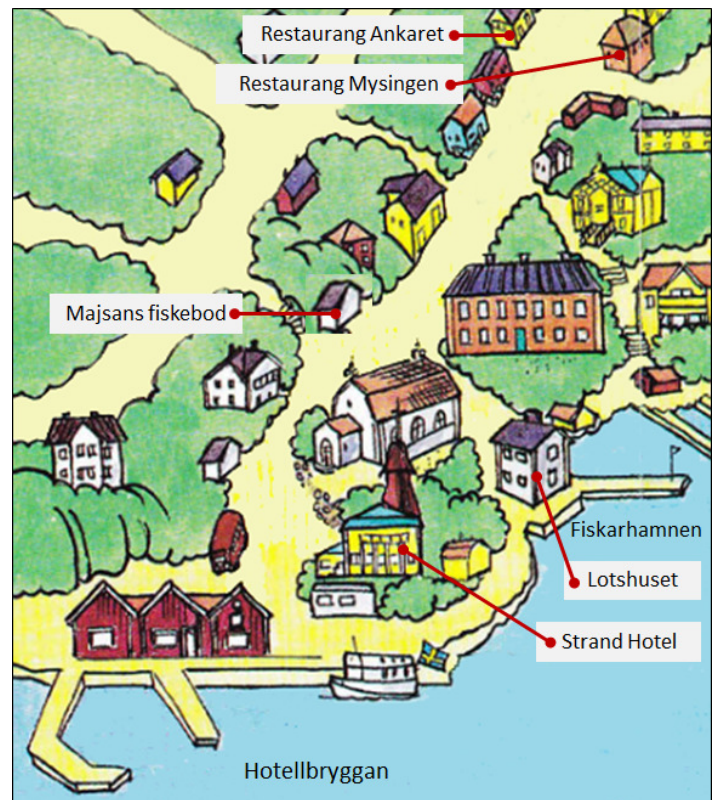 Restaurang Ankaret
Restaurang Mysingen
Majsans fiskebod
Fiskarhamnen
Lotshuset
Strand Hotel
Hotellbryggan